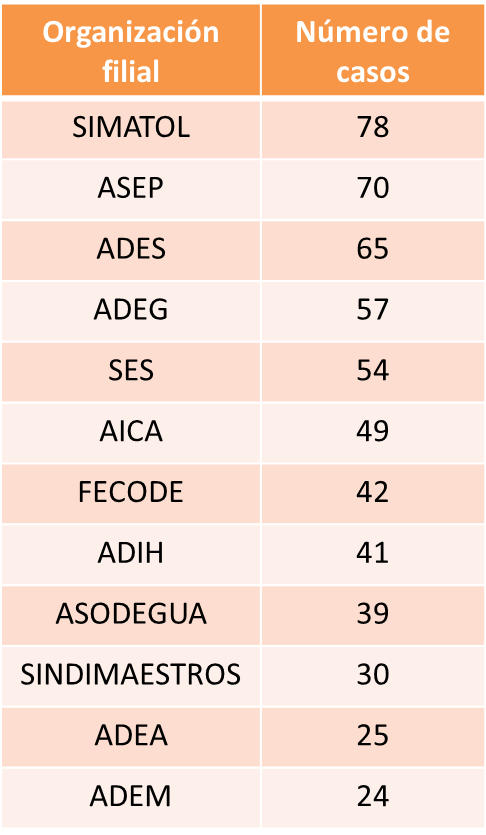 Organización filial Número de casos
SIMATOL 78
ASEP 70
ADES 65
ADEG 57
SES 54
AICA 49
FECODE 42
ADIH 41
ASODEGUA 39
SINDIMAESTROS 30
ADEA 25
ADEM 24